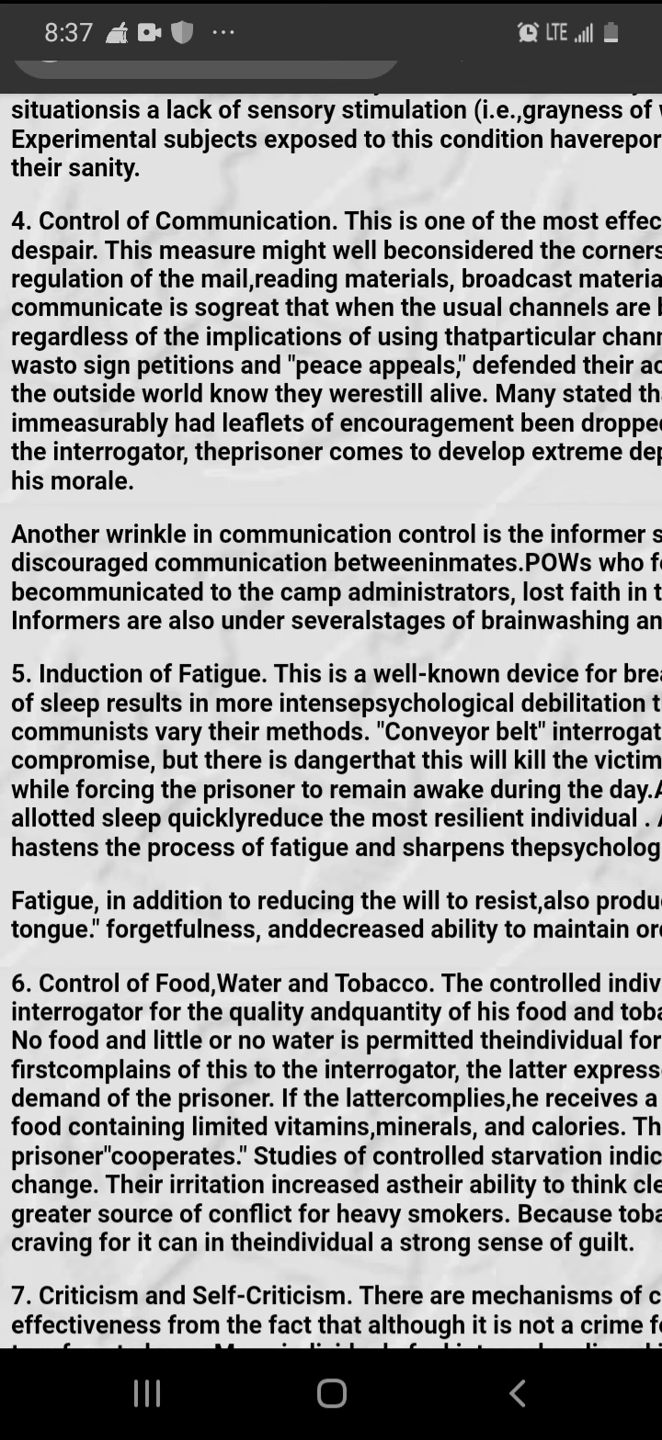 8:37
LTE
situationsis a lack of sensory stimulation (i.e.,grayness of
Experimental subjects exposed to this condition haverepor
their sanity.
4. Control of Communication. This is one of the most effec
despair. This measure might well beconsidered the corners
regulation of the mail,reading materials, broadcast materia
communicate is sogreat that when the usual channels are
regardless of the implications of using thatparticular chan
wasto sign petitions and "peace appeals," defended their ac
the outside world know they werestill alive. Many stated th
immeasurably had leaflets of encouragement been droppe
the interrogator, theprisoner comes to develop extreme dep
his morale.
Another wrinkle in communication control is the informer s
discouraged communication betweeninmates.POWs who f
becommunicated to the camp administrators, lost faith in t
Informers are also under severalstages of brainwashing an
5. Induction of Fatigue. This is a well-known device for brea
of sleep results in more intensepsychological debilitation t
communists vary their methods. "Conveyor belt" interrogat
compromise, but there is dangerthat this will kill the victim
while forcing the prisoner to remain awake during the day.A
allotted sleep quicklyreduce the most resilient individual .
hastens the process of fatigue and sharpens thepsycholog
Fatigue, in addition to reducing the will to resist,also produ
tongue." forgetfulness, anddecreased ability to maintain or
6. Control of Food,Water and Tobacco. The controlled indiv
interrogator for the quality andquantity of his food and toba
No food and little or no water is permitted theindividual for
firstcomplains of this to the interrogator, the latter express
demand of the prisoner. If the lattercomplies,he receives a
food containing limited vitamins,minerals, and calories. Th
prisoner"cooperates." Studies of controlled starvation indic
change. Their irritation increased astheir ability to think cle
greater source of conflict for heavy smokers. Because toba
craving for it can in theindividual a strong sense of guilt.
7. Criticism and Self-Criticism. There are mechanisms of c
effectiveness from the fact that although it is not a crime f